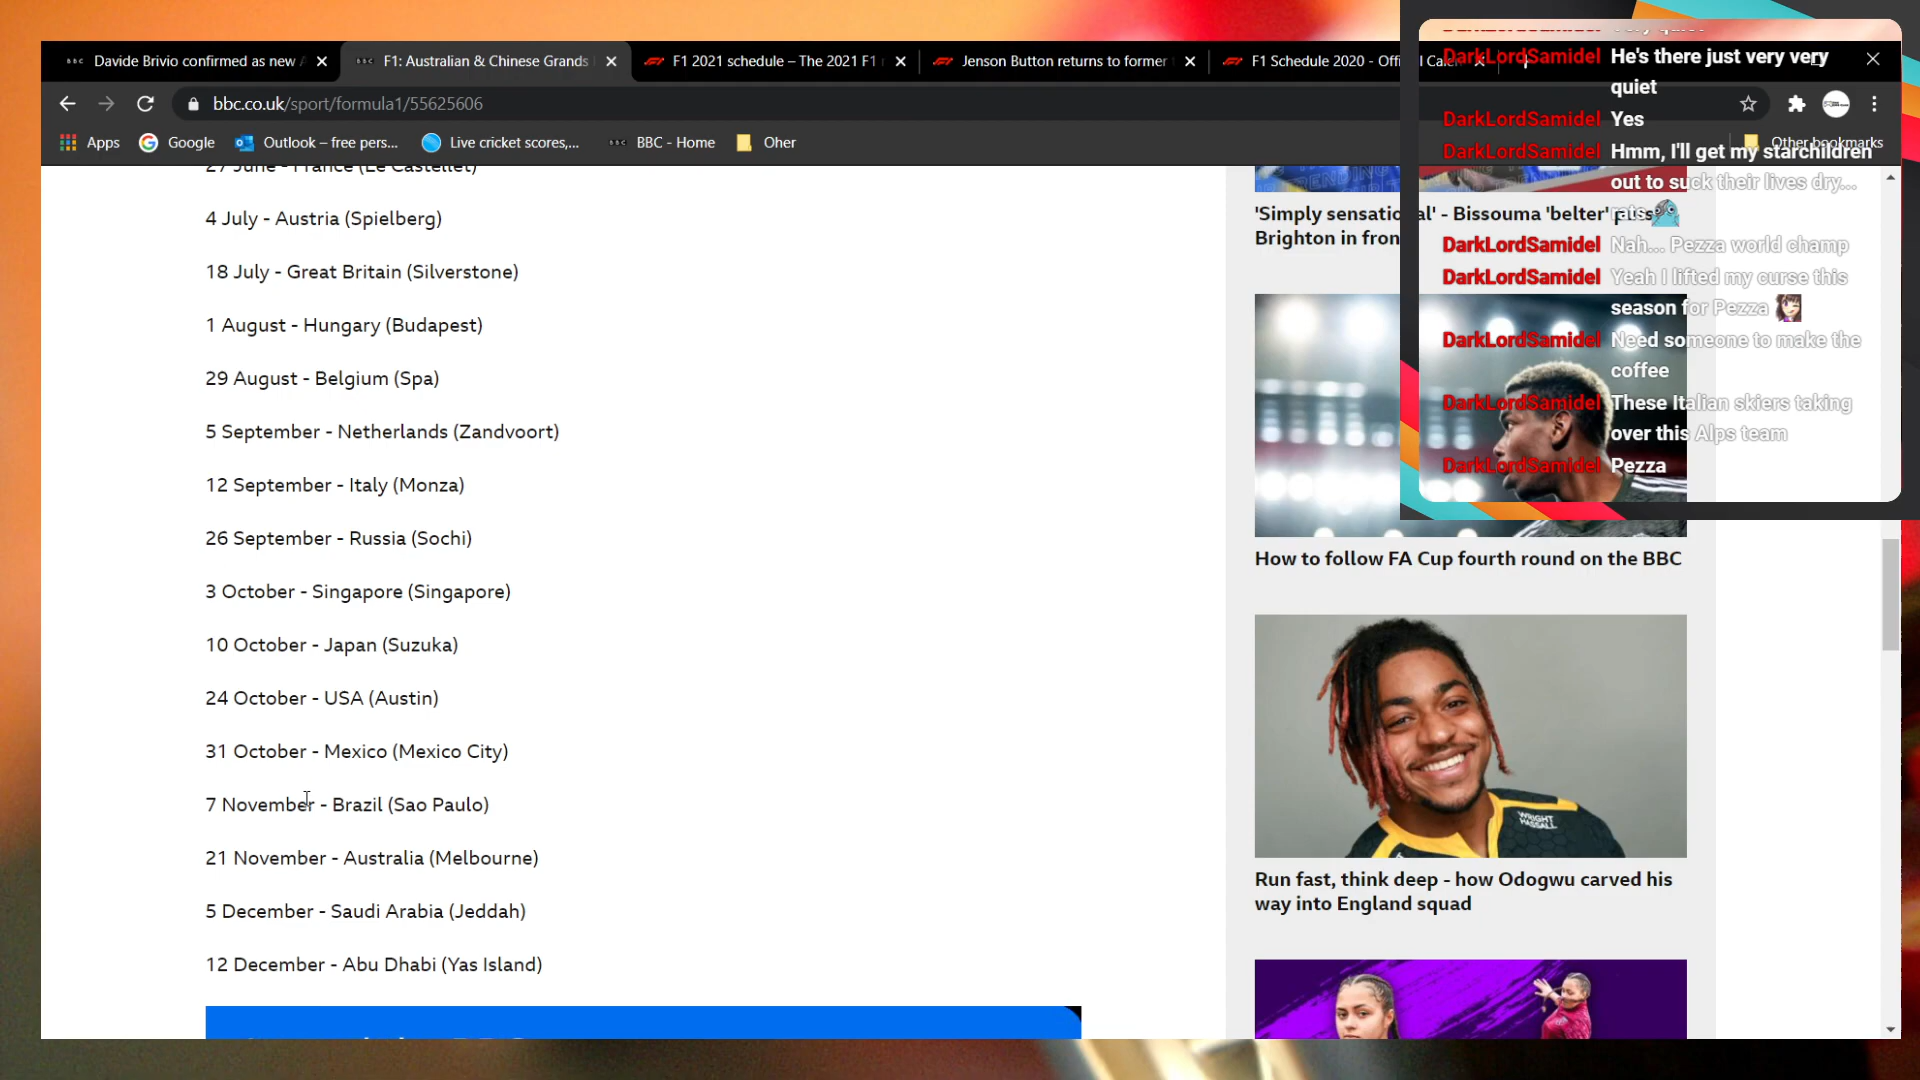 Davide Brivio confirmed as new
F1: Australian & Chinese Grands
F1 2021 schedule – The 2021 F1
Jenson Button returns to former
F1 Schedule 2020 - Offi
bbc.co.uk/sport/formula1/55625606
Apps
Google
Outlook – free pers...
Live cricket scores,...
BBC - Home
Oher
Other bookmarks
27 June - France (Le Castellet)
4 July - Austria (Spielberg)
18 July - Great Britain (Silverstone)
1 August - Hungary (Budapest)
29 August - Belgium (Spa)
5 September - Netherlands (Zandvoort)
12 September - Italy (Monza)
26 September - Russia (Sochi)
3 October - Singapore (Singapore)
10 October - Japan (Suzuka)
24 October - USA (Austin)
31 October - Mexico (Mexico City)
7 November - Brazil (Sao Paulo)
21 November - Australia (Melbourne)
5 December - Saudi Arabia (Jeddah)
12 December - Abu Dhabi (Yas Island)
'Simply sensational' - Bissouma 'belter'
Brighton in fron
How to follow FA Cup fourth round on the BBC
WRIGHT
HASSALL
Run fast, think deep - how Odogwu carved his
way into England squad
DarkLordSamidel He's there just very very
quiet
DarkLordSamidel Yes
DarkLordSamidel Hmm, I'll get my starchildren
out to suck their lives dry...
rats
DarkLordSamidel Nah... Pezza world champ
DarkLordSamidel Yeah I lifted my curse this
season for Pezza
DarkLordSamidel Need someone to make the
coffee
DarkLordSamidel These Italian skiers taking
over this Alps team
DarkLordSamidel Pezza